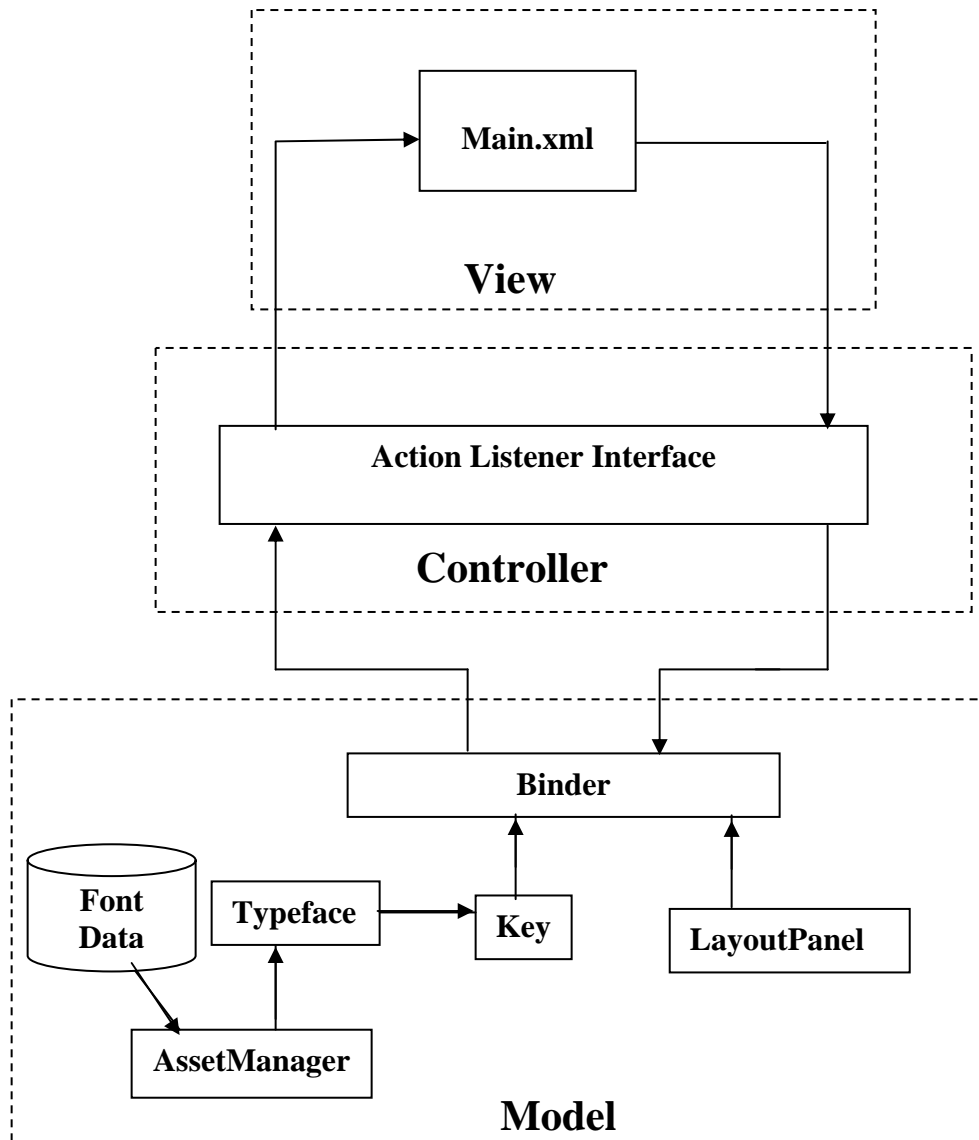 Main.xml
View
Action Listener Interface
Controller
Binder
Font
Data
Typeface
Key
LayoutPanel
AssetManager
Model